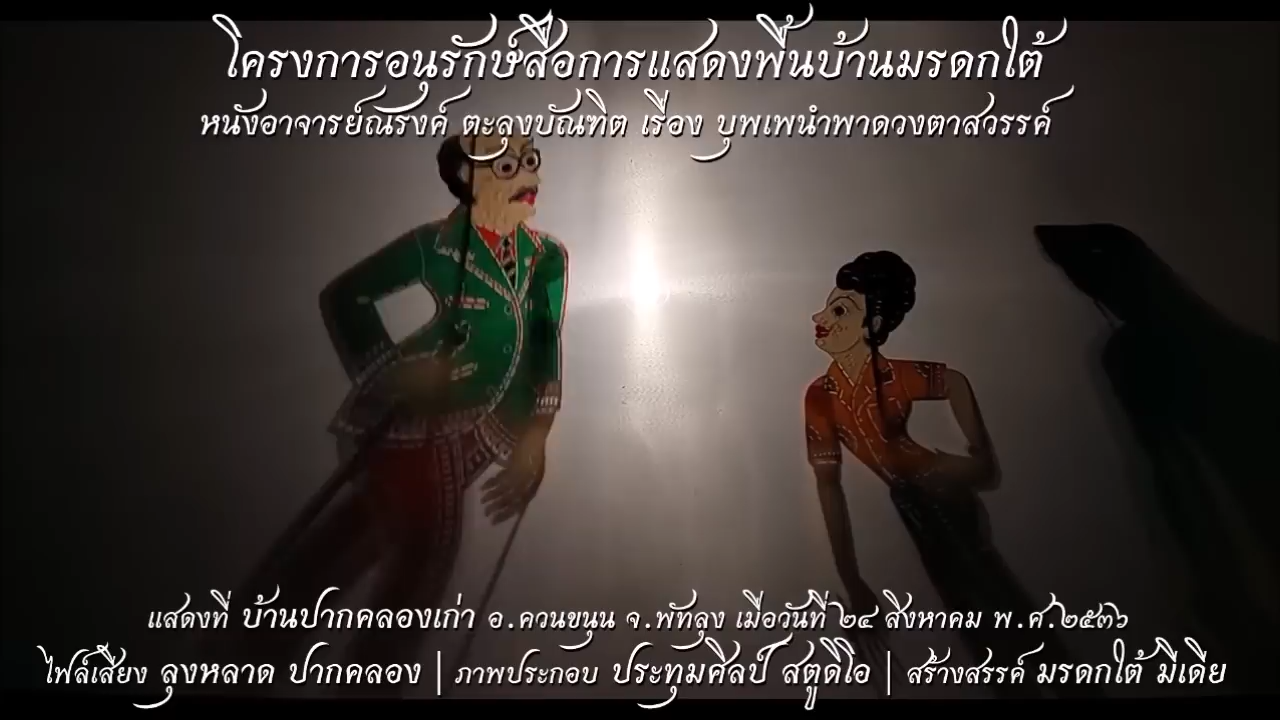 โครงการอนุรักษ์สื่อการแสดงพื้นบ้านมรดกใต้
หนังอาจารย์ณรงค์ ตะลุงบัณฑิต เรื่อง บุพเพนำพาดวงตาสวรรค์
แสดงที่ บ้านปากคลองเก่า อ.ควนขนุน จ.พัทลุง เมื่อวันที่ ๒๔ สิงหาคม พ.ศ.๒๕๓๖
ไฟล์เสียง ลุงหลาด ปากคลอง | ภาพประกอบ ประทุมศิลป์ สตูดิโอ | สร้างสรรค์ มรดกใต้ มีเดีย